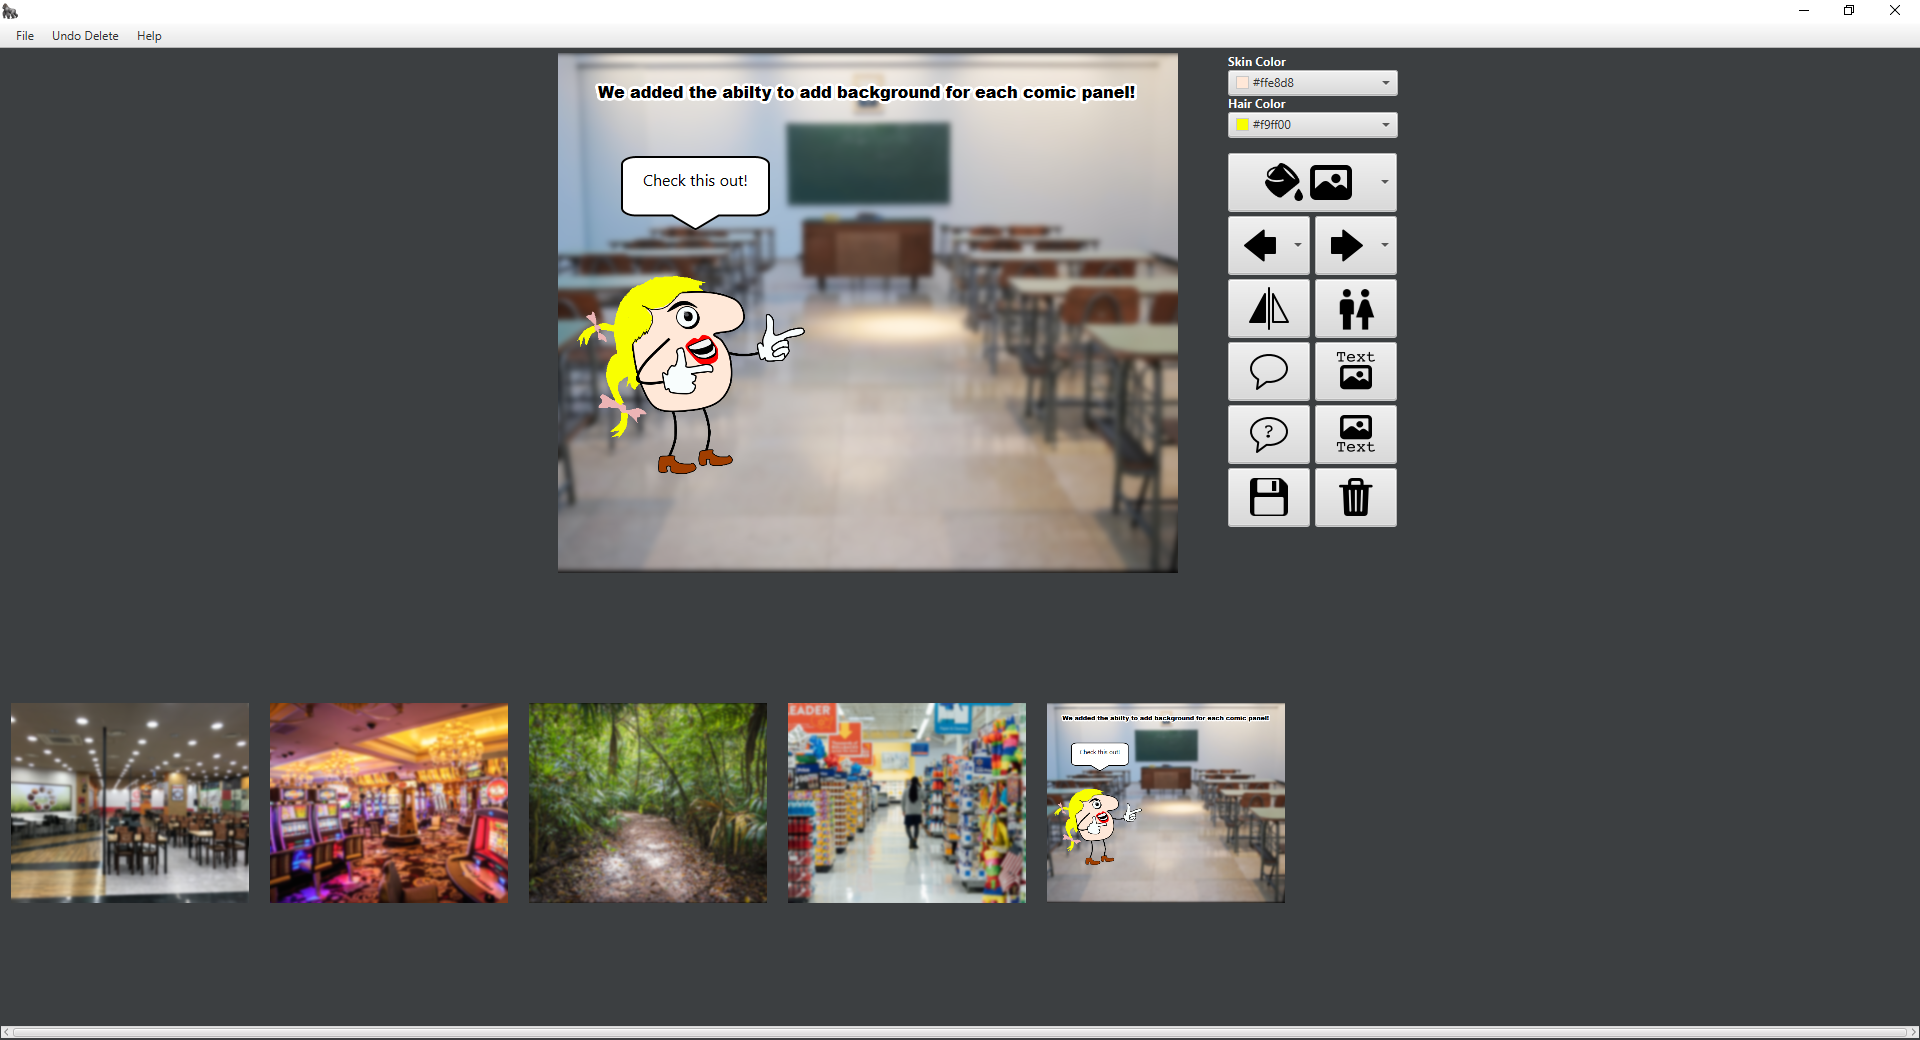 File Undo Delete Help
We added the abilty to add background for each comic panel!
Check this out!
Skin Color
#ffe8d8
Hair Color
#f9ff00
Text
?
Text
LEADER
We added the abilty to add background for each comic panel!
Check this out!